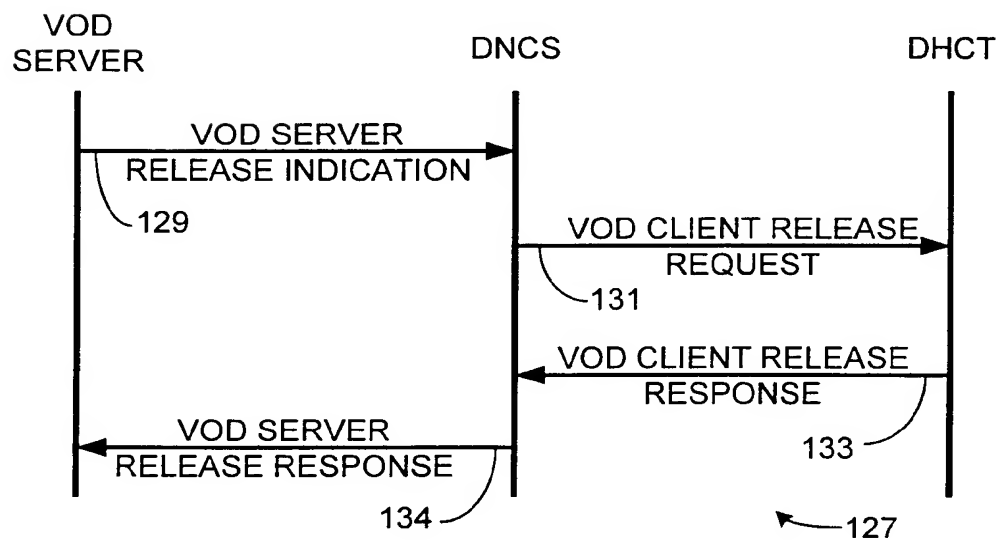 VOD
SERVER
DNCS
DHCT
VOD SERVER
RELEASE INDICATION
129
VOD CLIENT RELEASE
REQUEST
131
VOD CLIENT RELEASE
RESPONSE
133
VOD SERVER
RELEASE RESPONSE
134
127